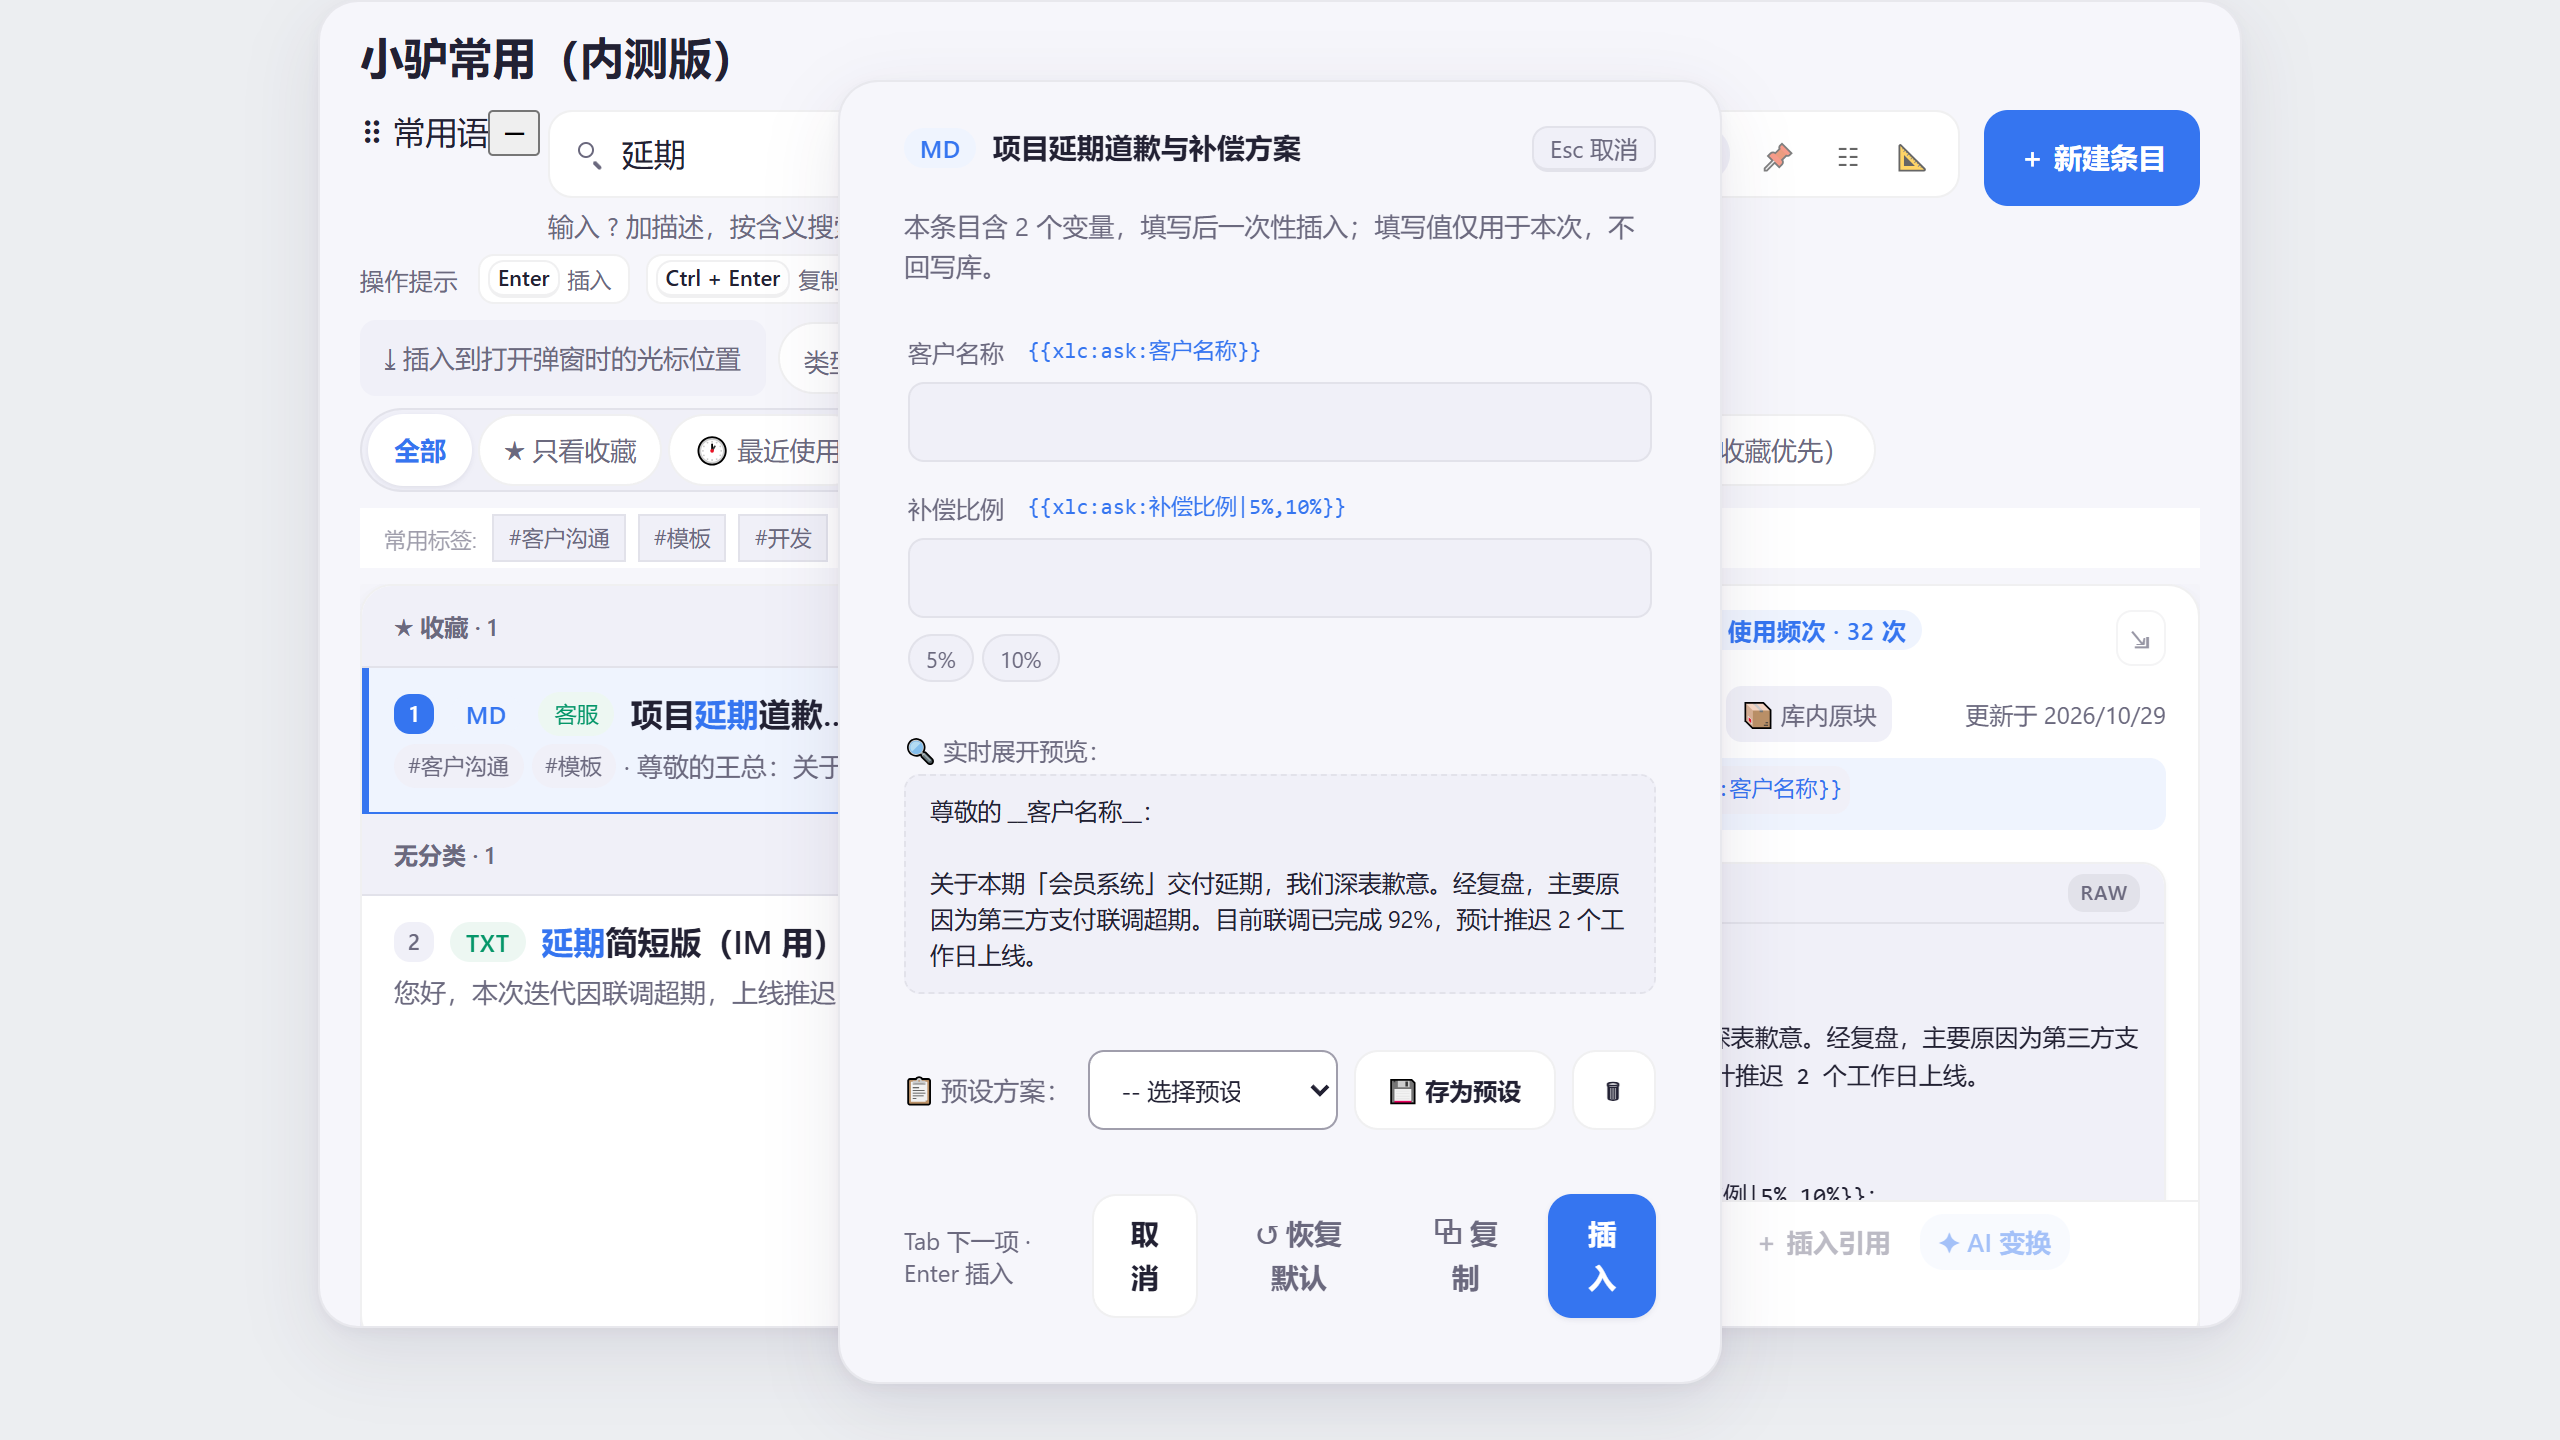 小驴常用（内测版）
⠿ 常用语 −
延期
+ 新建条目
输入 ? 加描述，按含义搜
操作提示 Enter 插入 Ctrl + Enter 复制
⤓ 插入到打开弹窗时的光标位置
全部 ★ 只看收藏 🕐 最近使用
收藏优先）
常用标签: #客户沟通 #模板 #开发
★ 收藏 · 1
1 MD 客服 项目延期道歉...
#客户沟通 #模板 · 尊敬的王总：关于
无分类 · 1
2 TXT 延期简短版（IM 用）
您好，本次迭代因联调超期，上线推迟
MD 项目延期道歉与补偿方案 Esc 取消
本条目含 2 个变量，填写后一次性插入；填写值仅用于本次，不
回写库。
客户名称 {{xlc:ask:客户名称}}
补偿比例 {{xlc:ask:补偿比例|5%,10%}}
5% 10%
🔍 实时展开预览：
尊敬的 __客户名称__：
关于本期「会员系统」交付延期，我们深表歉意。经复盘，主要原
因为第三方支付联调超期。目前联调已完成 92%，预计推迟 2 个工
作日上线。
📋 预设方案： -- 选择预设 💾 存为预设 🗑
Tab 下一项 ·
Enter 插入
取
消
↺ 恢复
默认
复
制
插
入
使用频次 · 32 次
📦 库内原块 更新于 2026/10/29
:客户名称}}
RAW
表歉意。经复盘，主要原因为第三方支
推迟 2 个工作日上线。
例|5%,10%}}:
+ 插入引用 ✦ AI 变换